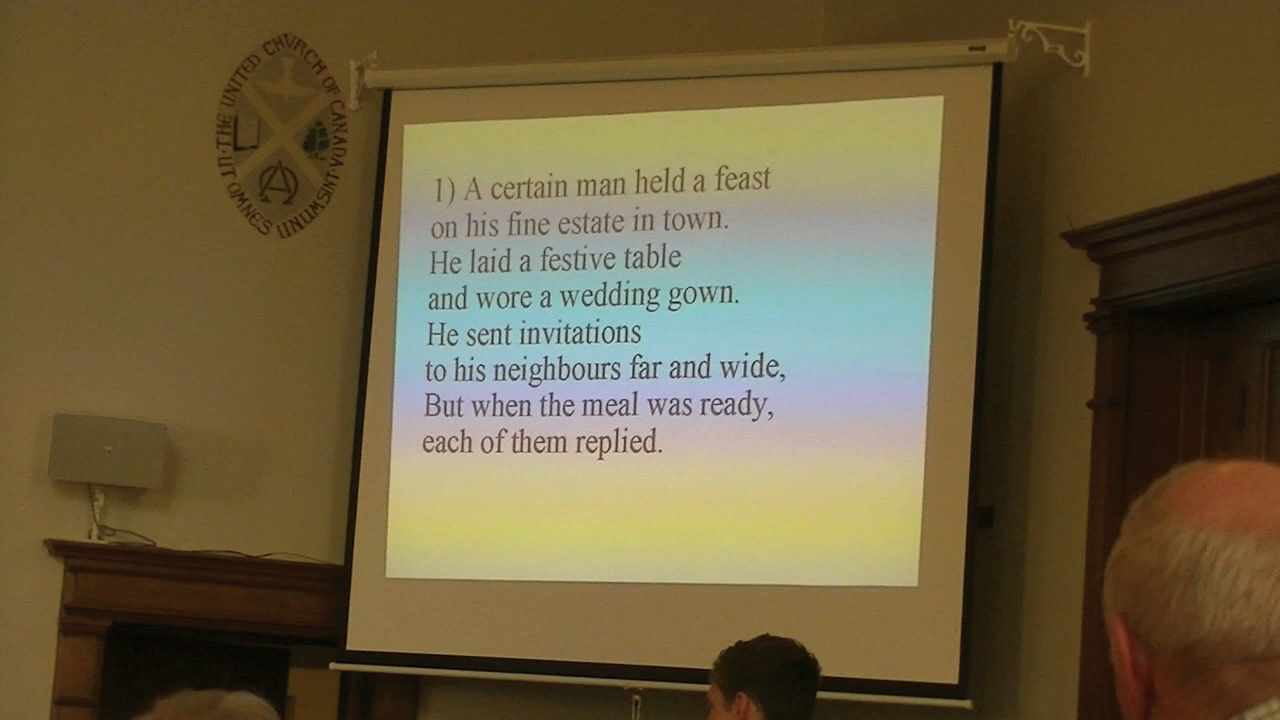 THE UNITED CHURCH OF CANADA
UT OMNES UNUM SINT
1) A certain man held a feast
on his fine estate in town.
He laid a festive table
and wore a wedding gown.
He sent invitations
to his neighbours far and wide,
But when the meal was ready,
each of them replied.